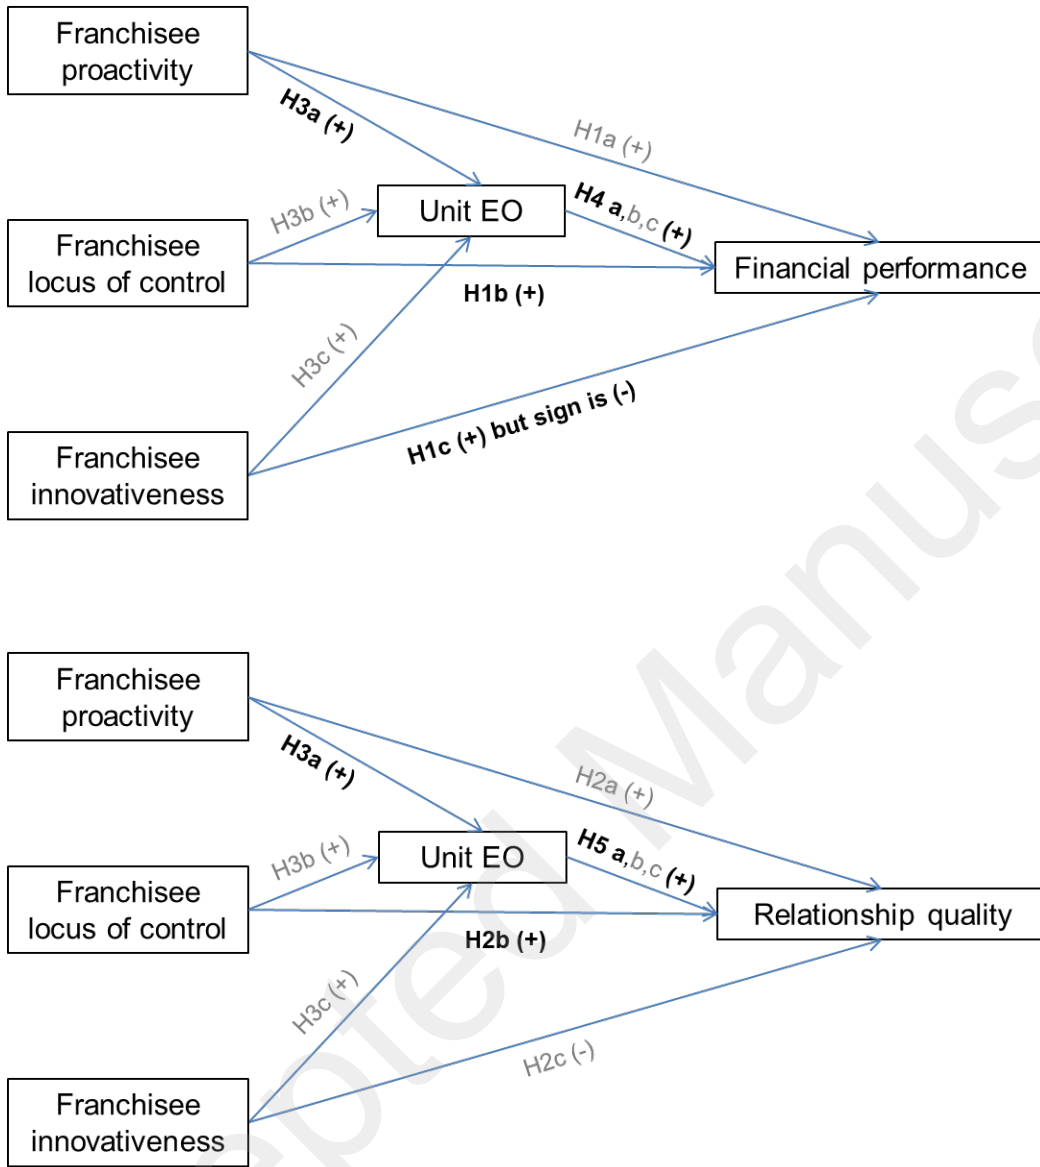 Franchisee
proactivity
H3a (+)
H1a (+)
H3b (+)
Unit EO
H4 a,b,c (+)
Franchisee
locus of control
Financial performance
H1b (+)
H3c (+)
H1c (+) but sign is (-)
Franchisee
innovativeness
Franchisee
proactivity
H3a (+)
H2a (+)
H3b (+)
Unit EO
H5 a,b,c (+)
Franchisee
locus of control
Relationship quality
H2b (+)
H3c (+)
H2c (-)
Franchisee
innovativeness
pted Manus